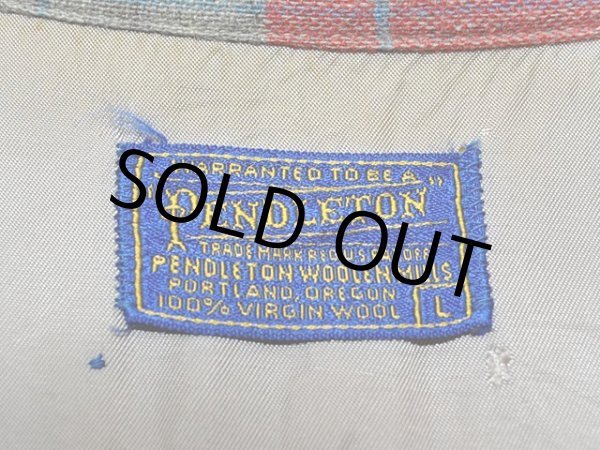 WARRANTED TO BE A
"PENDLETON"
TRADE MARK REG. U.S. PAT. OFF.
PENDLETON WOOLEN MILLS
PORTLAND, OREGON
100% VIRGIN WOOL
L
SOLD OUT